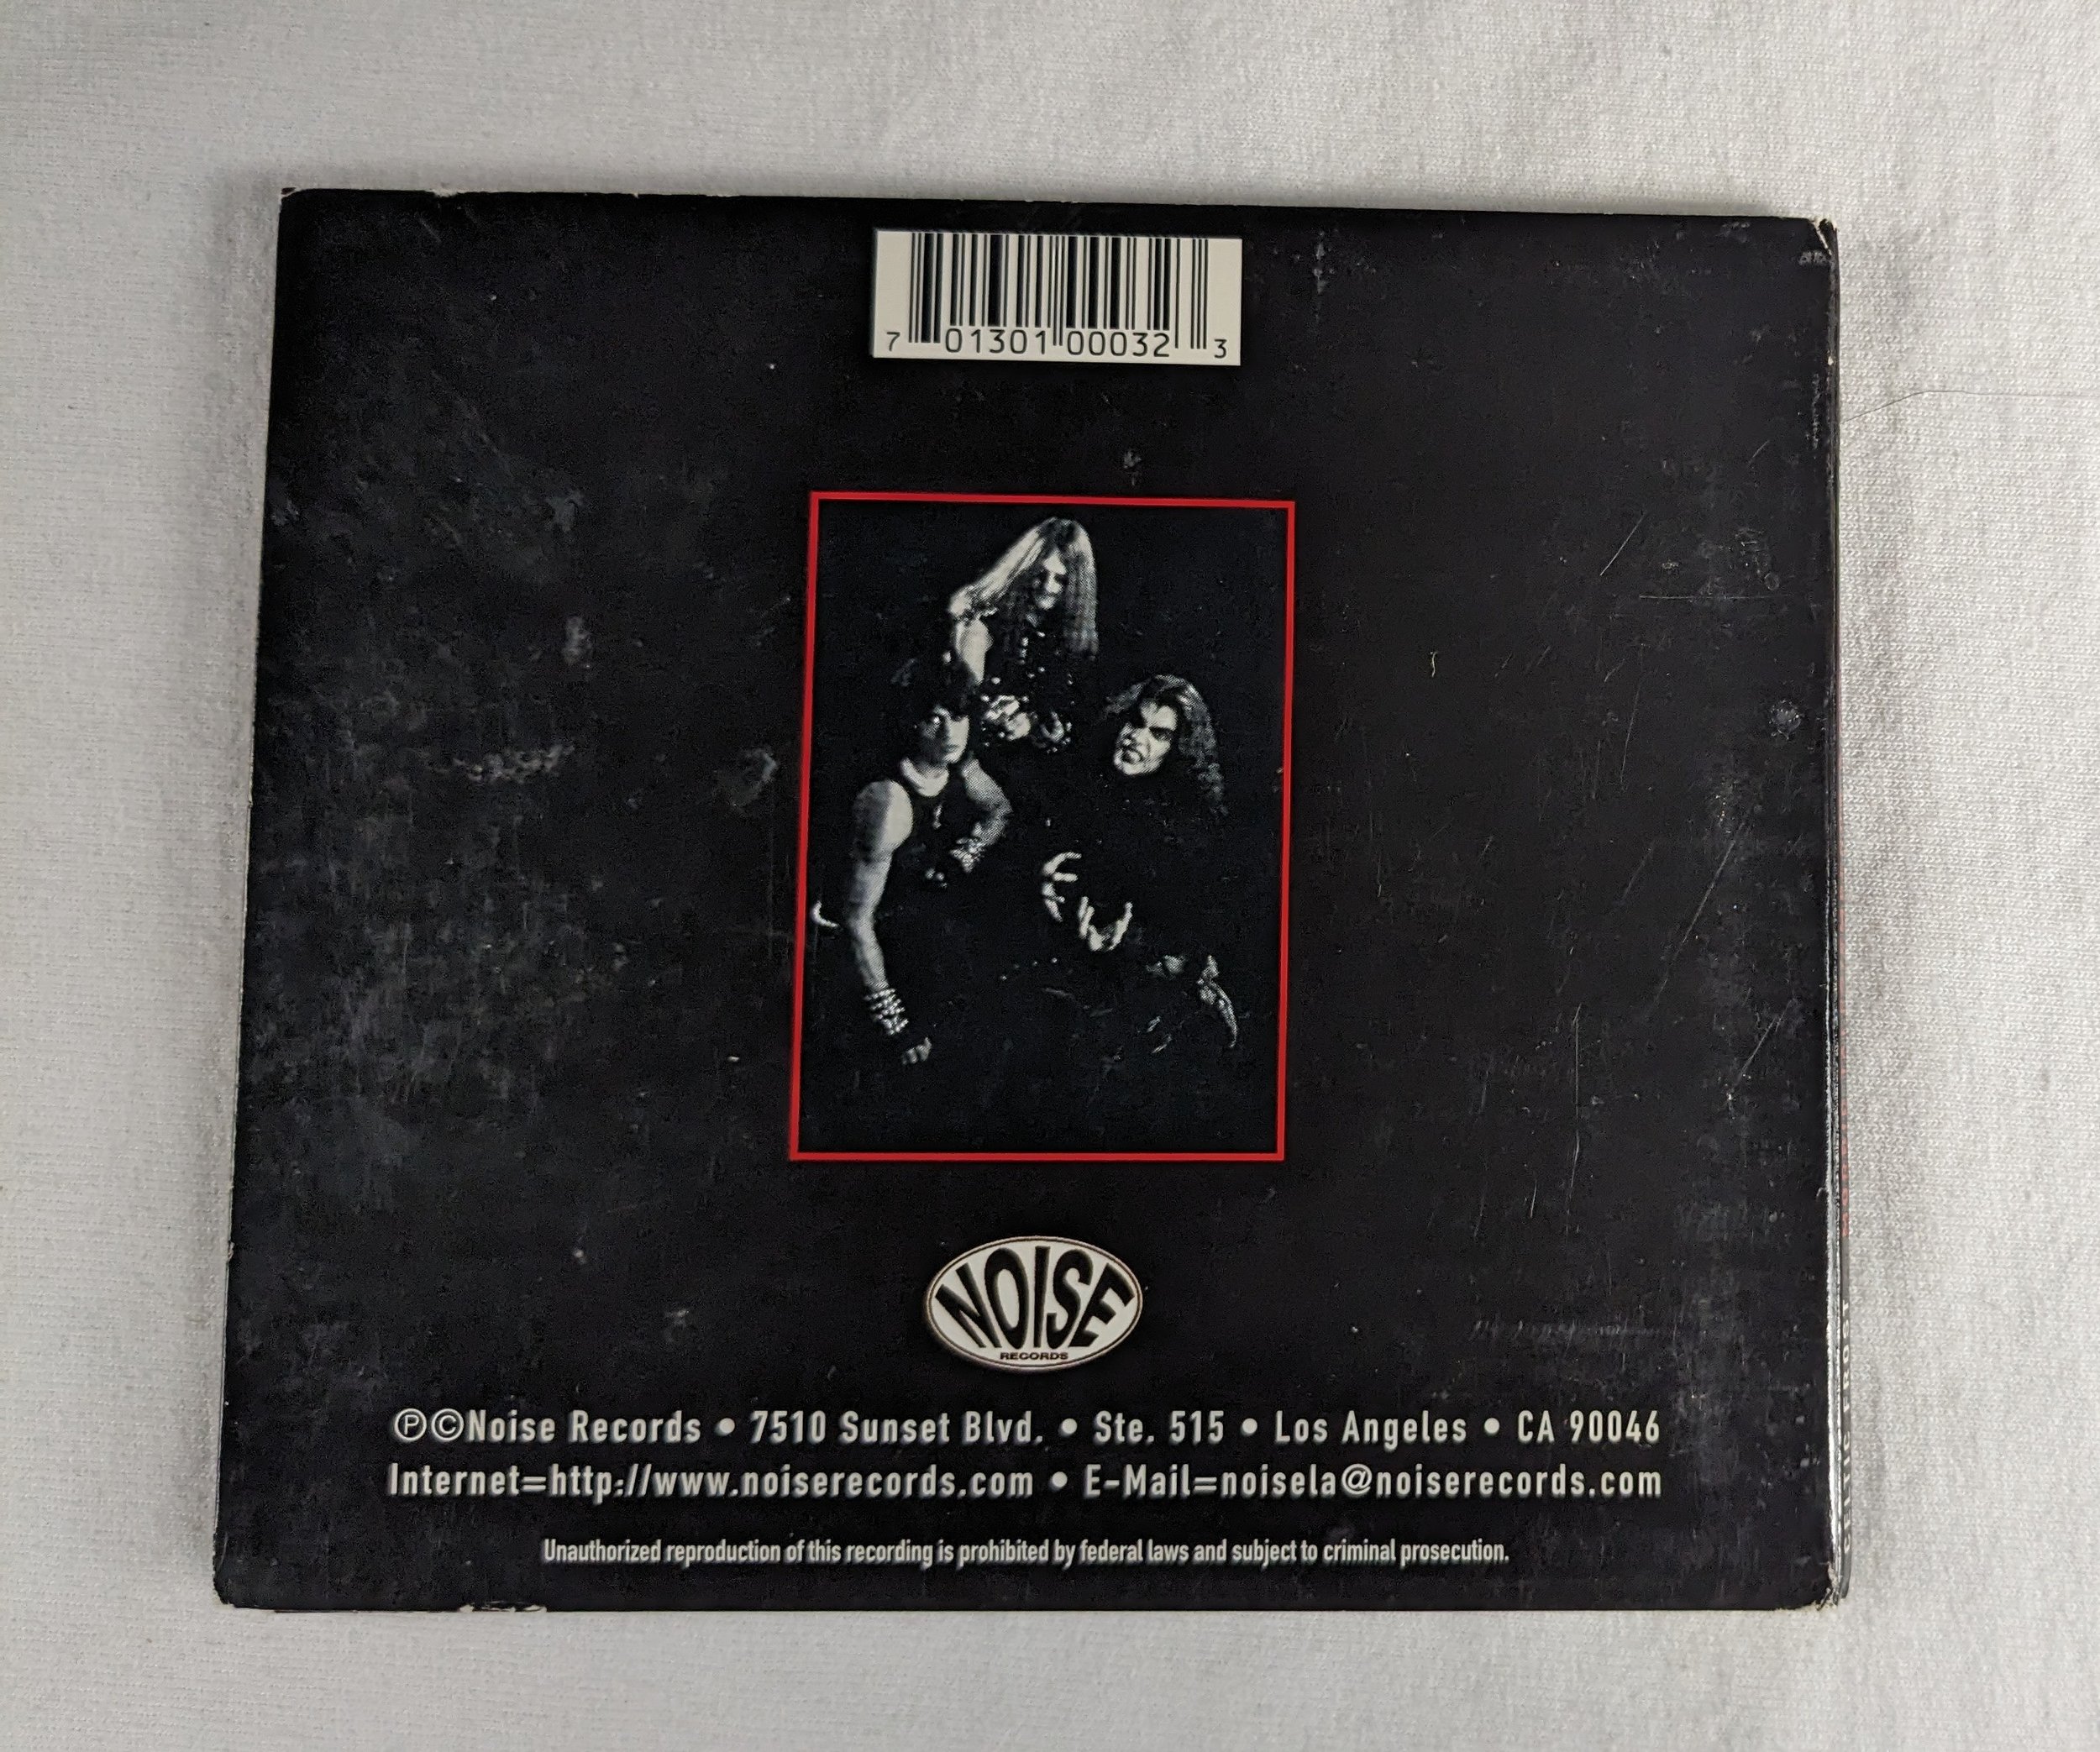 7 01301 00032 3
NOISE
RECORDS
℗©Noise Records • 7510 Sunset Blvd. • Ste. 515 • Los Angeles • CA 90046
Internet=http://www.noiserecords.com • E-Mail=noisela@noiserecords.com
Unauthorized reproduction of this recording is prohibited by federal laws and subject to criminal prosecution.